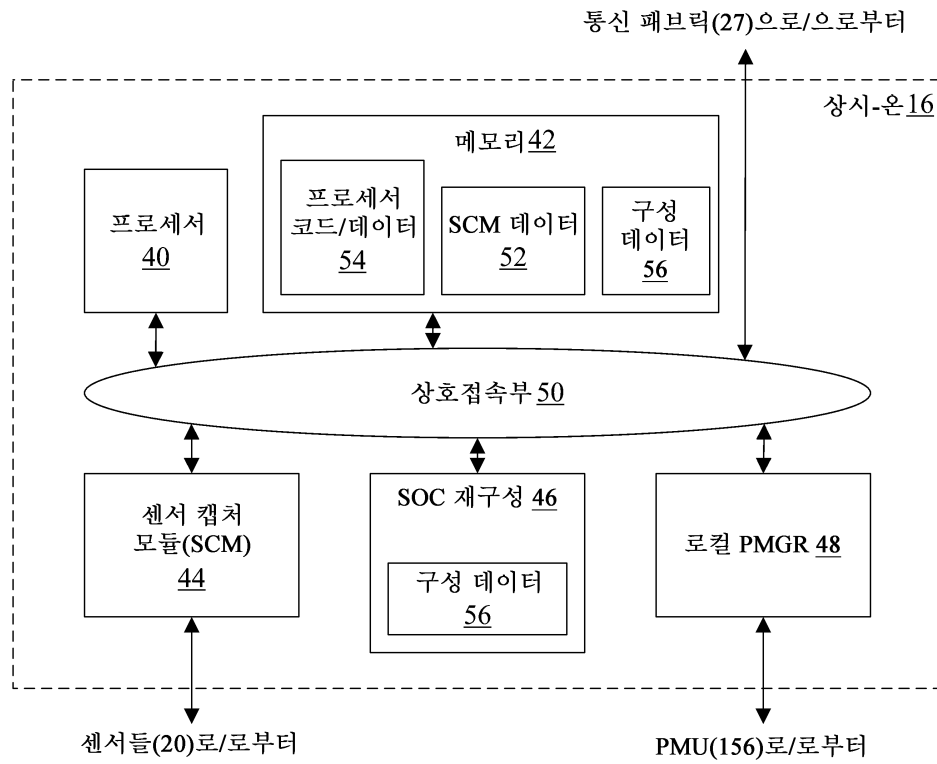 통신 패브릭(27)으로/으로부터
상시-온 16
메모리 42
프로세서
40
프로세서
코드/데이터
54
SCM 데이터
52
구성
데이터
56
상호접속부 50
센서 캡처
모듈(SCM)
44
SOC 재구성 46
구성 데이터
56
로컬 PMGR 48
센서들(20)로/로부터
PMU(156)로/로부터